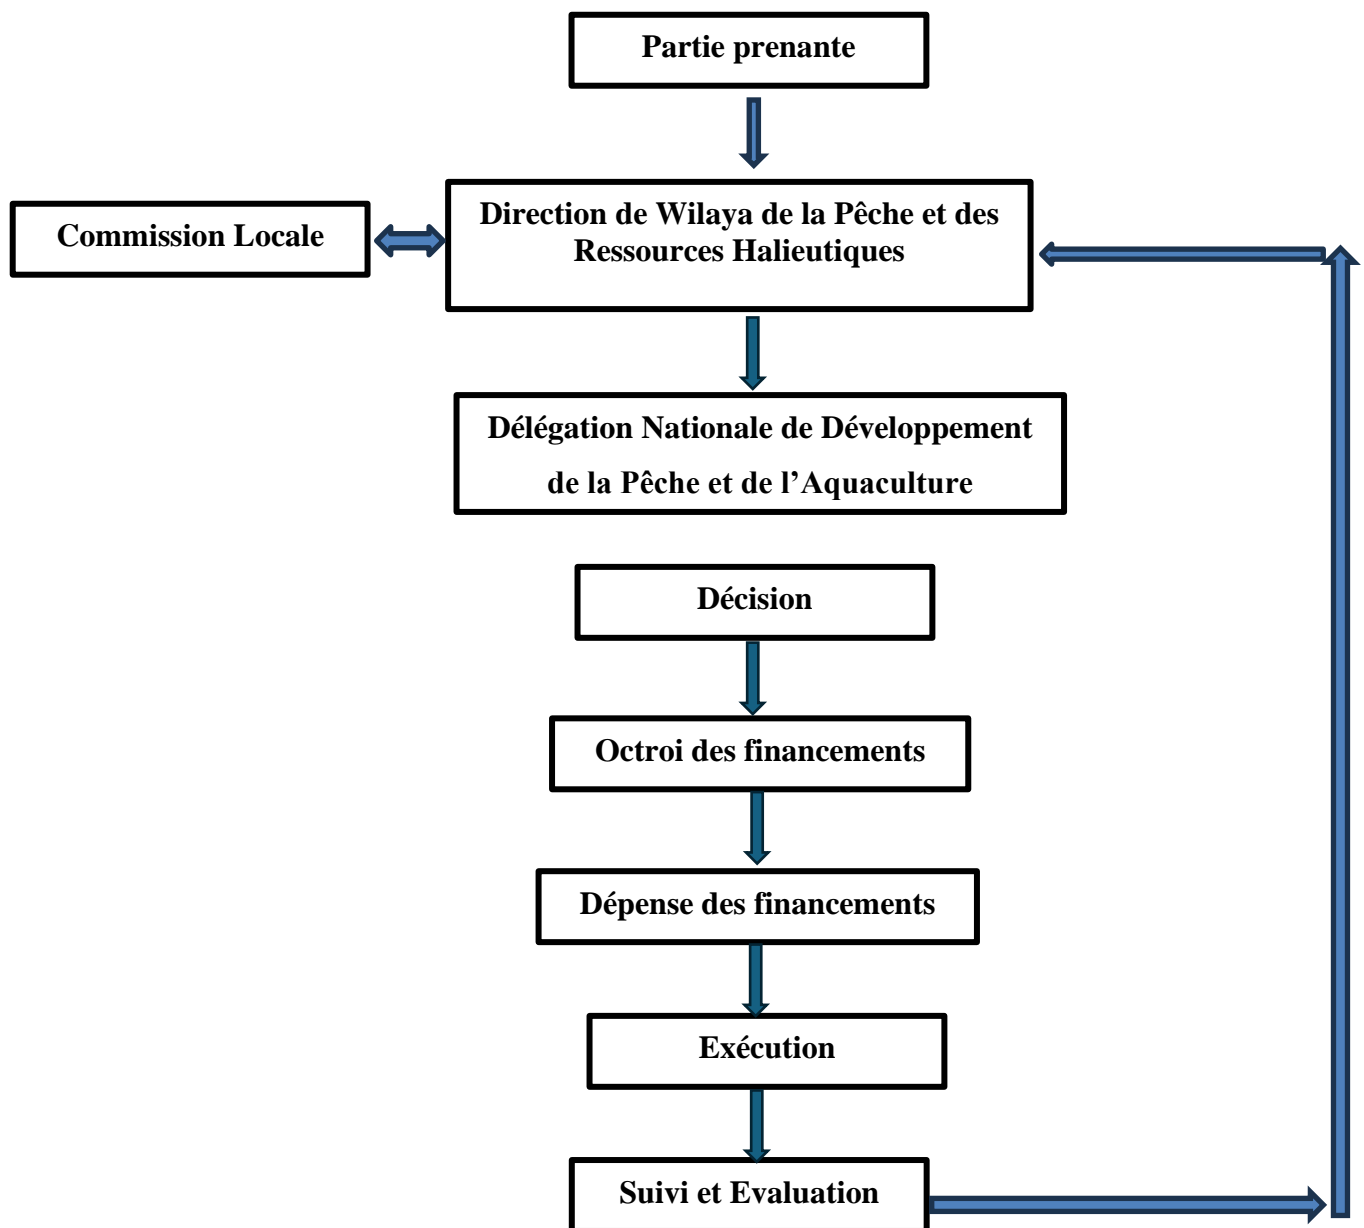 Partie prenante
Commission Locale
Direction de Wilaya de la Pêche et des
Ressources Halieutiques
Délégation Nationale de Développement
de la Pêche et de l’Aquaculture
Décision
Octroi des financements
Dépense des financements
Exécution
Suivi et Evaluation